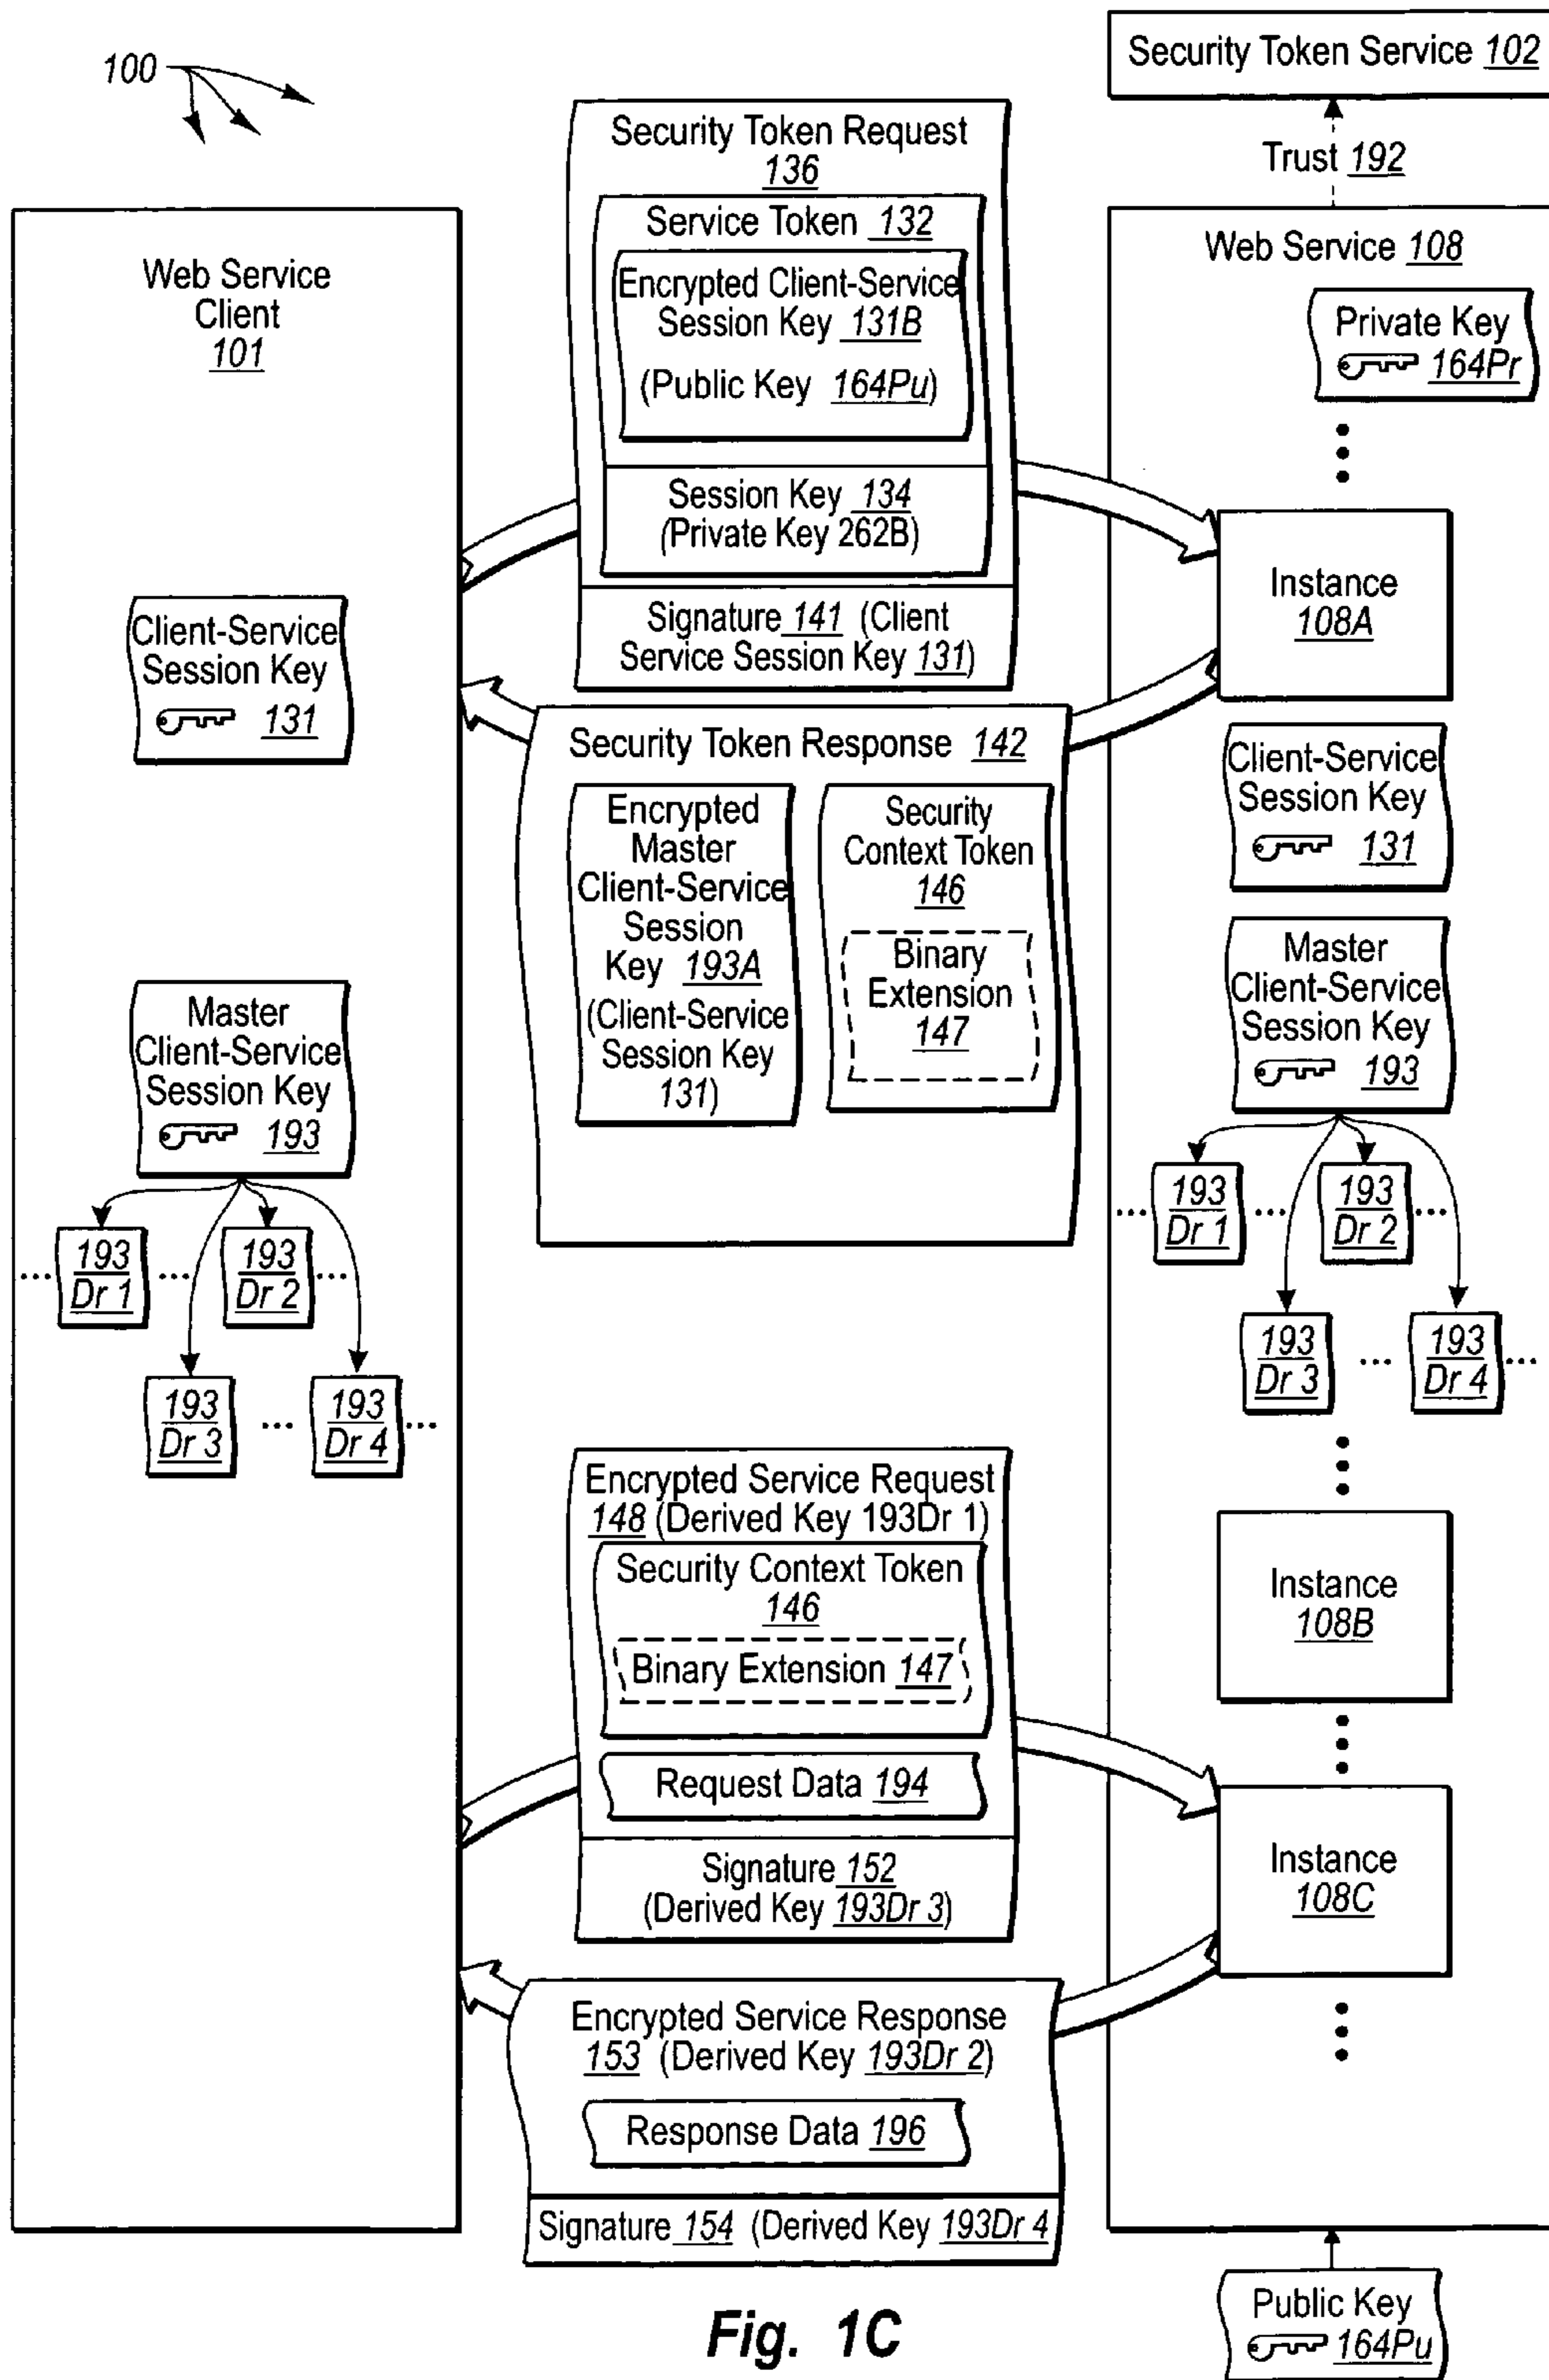 100
Security Token Service 102
Trust 192
Web Service
Client
101
Client-Service
Session Key
131
Master
Client-Service
Session Key
193
193
Dr 1
193
Dr 2
193
Dr 3
193
Dr 4
Security Token Request
136
Service Token 132
Encrypted Client-Service
Session Key 131B
(Public Key 164Pu)
Session Key 134
(Private Key 262B)
Signature 141 (Client
Service Session Key 131)
Security Token Response 142
Encrypted
Master
Client-Service
Session
Key 193A
(Client-Service
Session Key
131)
Security
Context Token
146
Binary
Extension
147
Encrypted Service Request
148 (Derived Key 193Dr 1)
Security Context Token
146
Binary Extension 147
Request Data 194
Signature 152
(Derived Key 193Dr 3)
Encrypted Service Response
153 (Derived Key 193Dr 2)
Response Data 196
Signature 154 (Derived Key 193Dr 4
Web Service 108
Private Key
164Pr
Instance
108A
Client-Service
Session Key
131
Master
Client-Service
Session Key
193
193
Dr 1
193
Dr 2
193
Dr 3
193
Dr 4
Instance
108B
Instance
108C
Public Key
164Pu
Fig. 1C